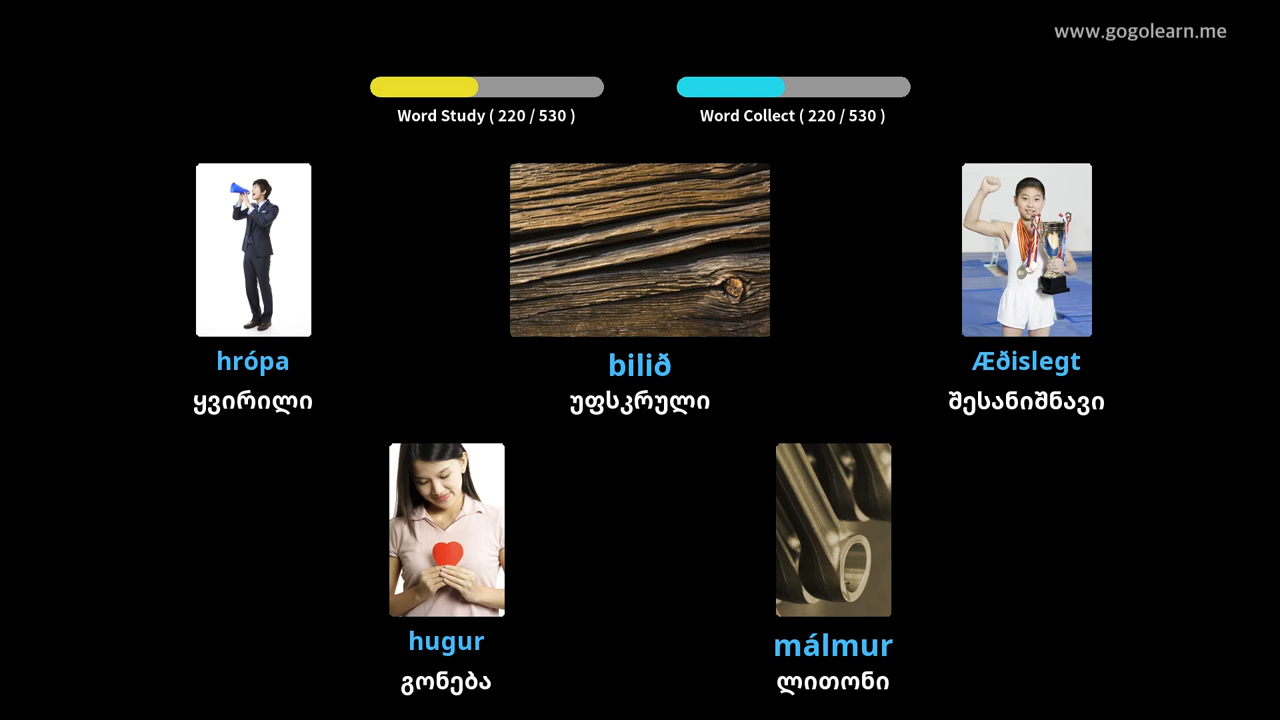 www.gogolearn.me
Word Study ( 220 / 530 )
Word Collect ( 220 / 530 )
hrópa
ყვირილი
bilið
უფსკრული
Æðislegt
შესანიშნავი
hugur
გონება
málmur
ლითონი